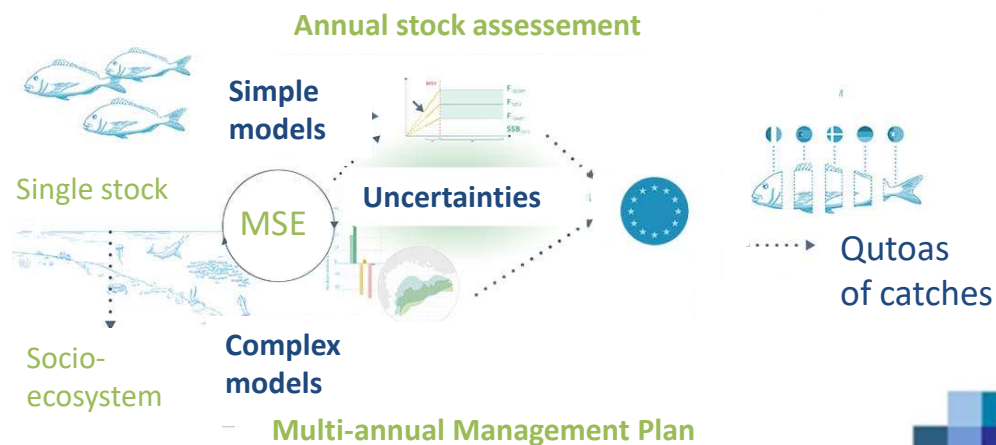 Annual stock assessement
Simple
models
F
F
F
SSB
Single stock
MSE
Uncertainties
Qutoas
of catches
Socio-
ecosystem
Complex
models
Multi-annual Management Plan